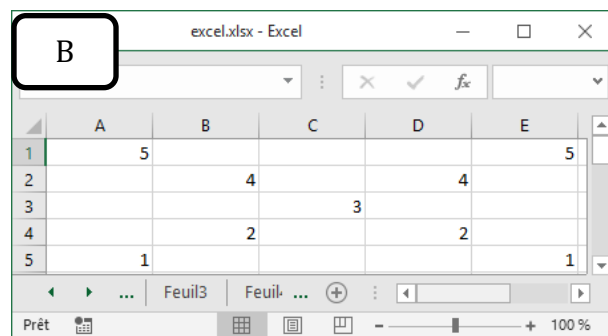 B
excel.xlsx - Excel
fx
A B C D E
1 5 5
2 4 4
3 3
4 2 2
5 1 1
... Feuil3 Feuil4 ...
Prêt 100 %